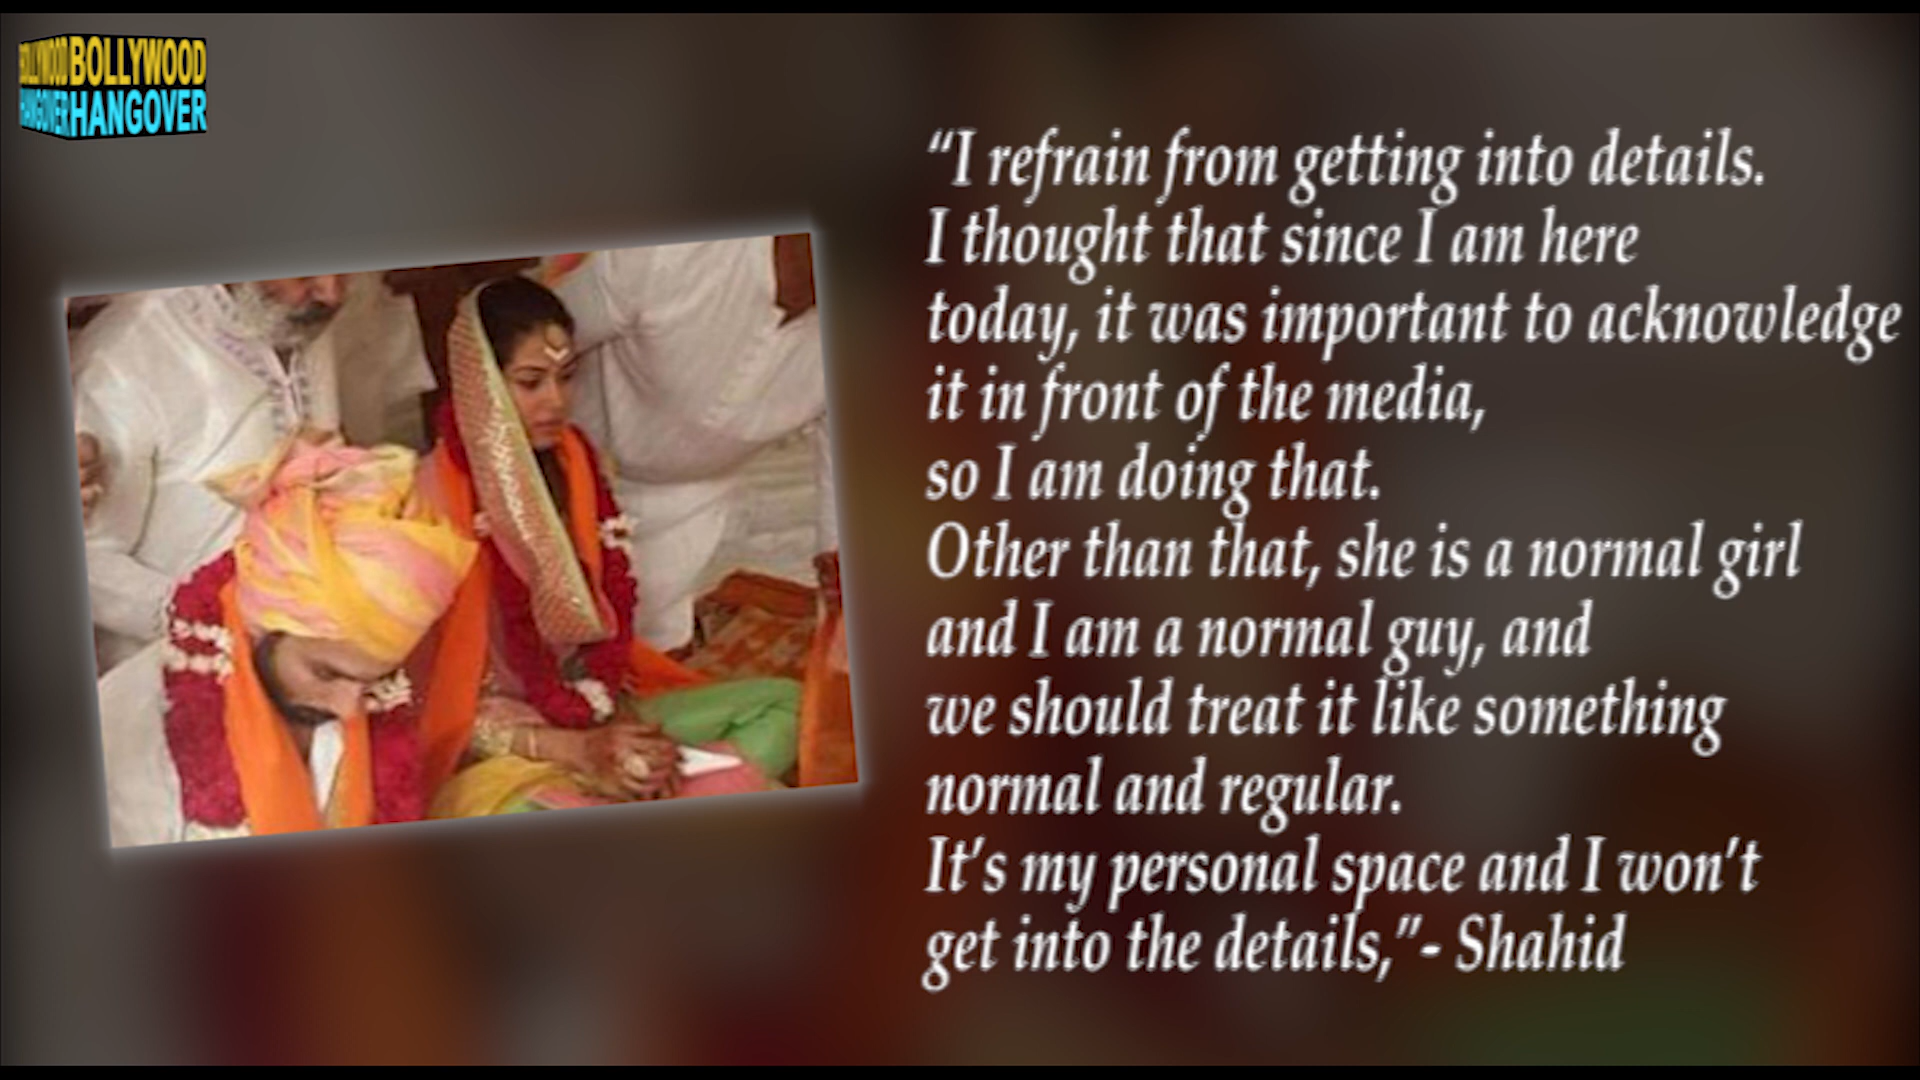 BOLLYWOOD BOLLYWOOD
HANGOVER HANGOVER
“I refrain from getting into details.
I thought that since I am here
today, it was important to acknowledge
it in front of the media,
so I am doing that.
Other than that, she is a normal girl
and I am a normal guy, and
we should treat it like something
normal and regular.
It’s my personal space and I won’t
get into the details,”- Shahid